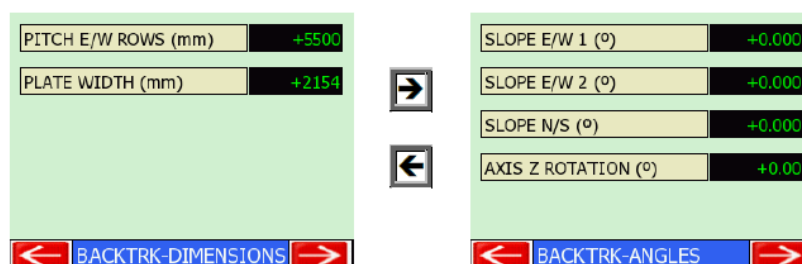 PITCH E/W ROWS (mm) +5500
PLATE WIDTH (mm) +2154
BACKTRK-DIMENSIONS
SLOPE E/W 1 (º) +0.000
SLOPE E/W 2 (º) +0.000
SLOPE N/S (º) +0.000
AXIS Z ROTATION (º) +0.00
BACKTRK-ANGLES